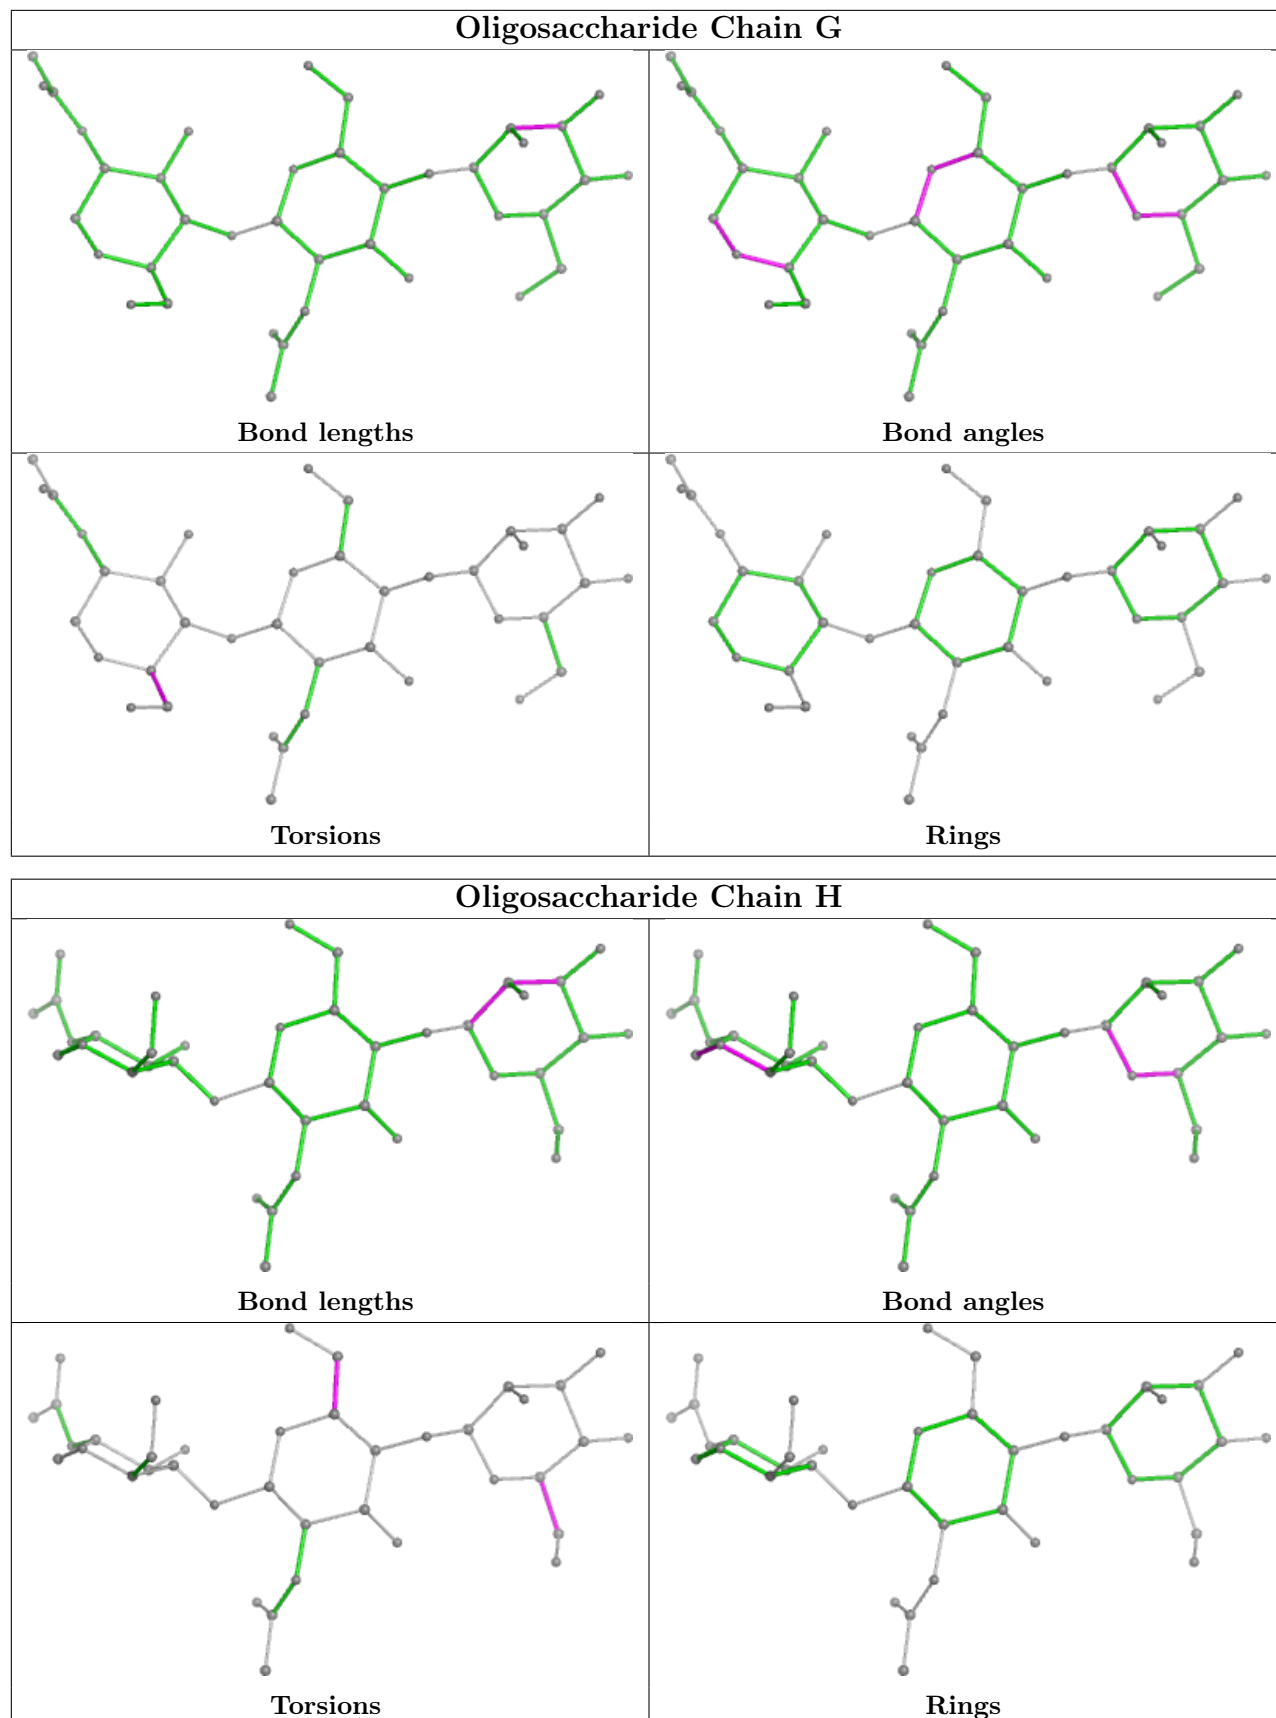 Oligosaccharide Chain G
Bond lengths
Bond angles
Torsions
Rings
Oligosaccharide Chain H
Bond lengths
Bond angles
Torsions
Rings